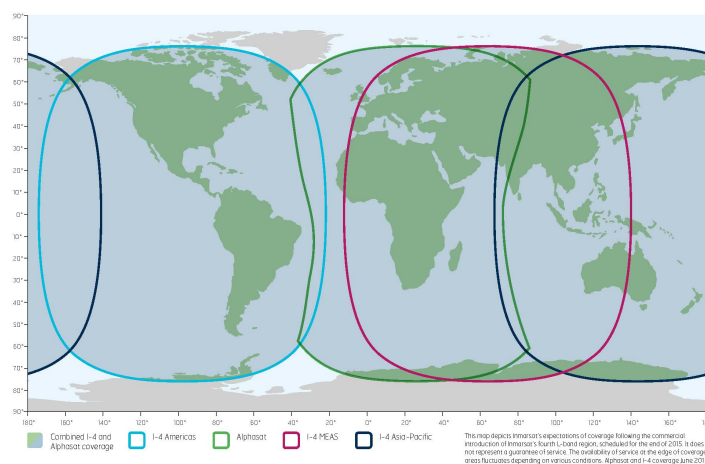 90°
80°
70°
60°
50°
40°
30°
20°
10°
0°
10°
20°
30°
40°
50°
60°
70°
80°
90°
180° 160° 140° 120° 100° 80° 60° 40° 20° 0° 20° 40° 60° 80° 100° 120° 140° 160°
Combined I-4 and
Alphasat coverage
I-4 Americas
Alphasat
I-4 MEAS
I-4 Asia-Pacific
This map depicts Inmarsat's expectations of coverage following the commercial
introduction of Inmarsat's fourth L-band region, scheduled for the end of 2015. It does
not represent a guarantee of service. The availability of service at the edge of coverage
areas fluctuates depending on various conditions. Alphasat and I-4 coverage June 201